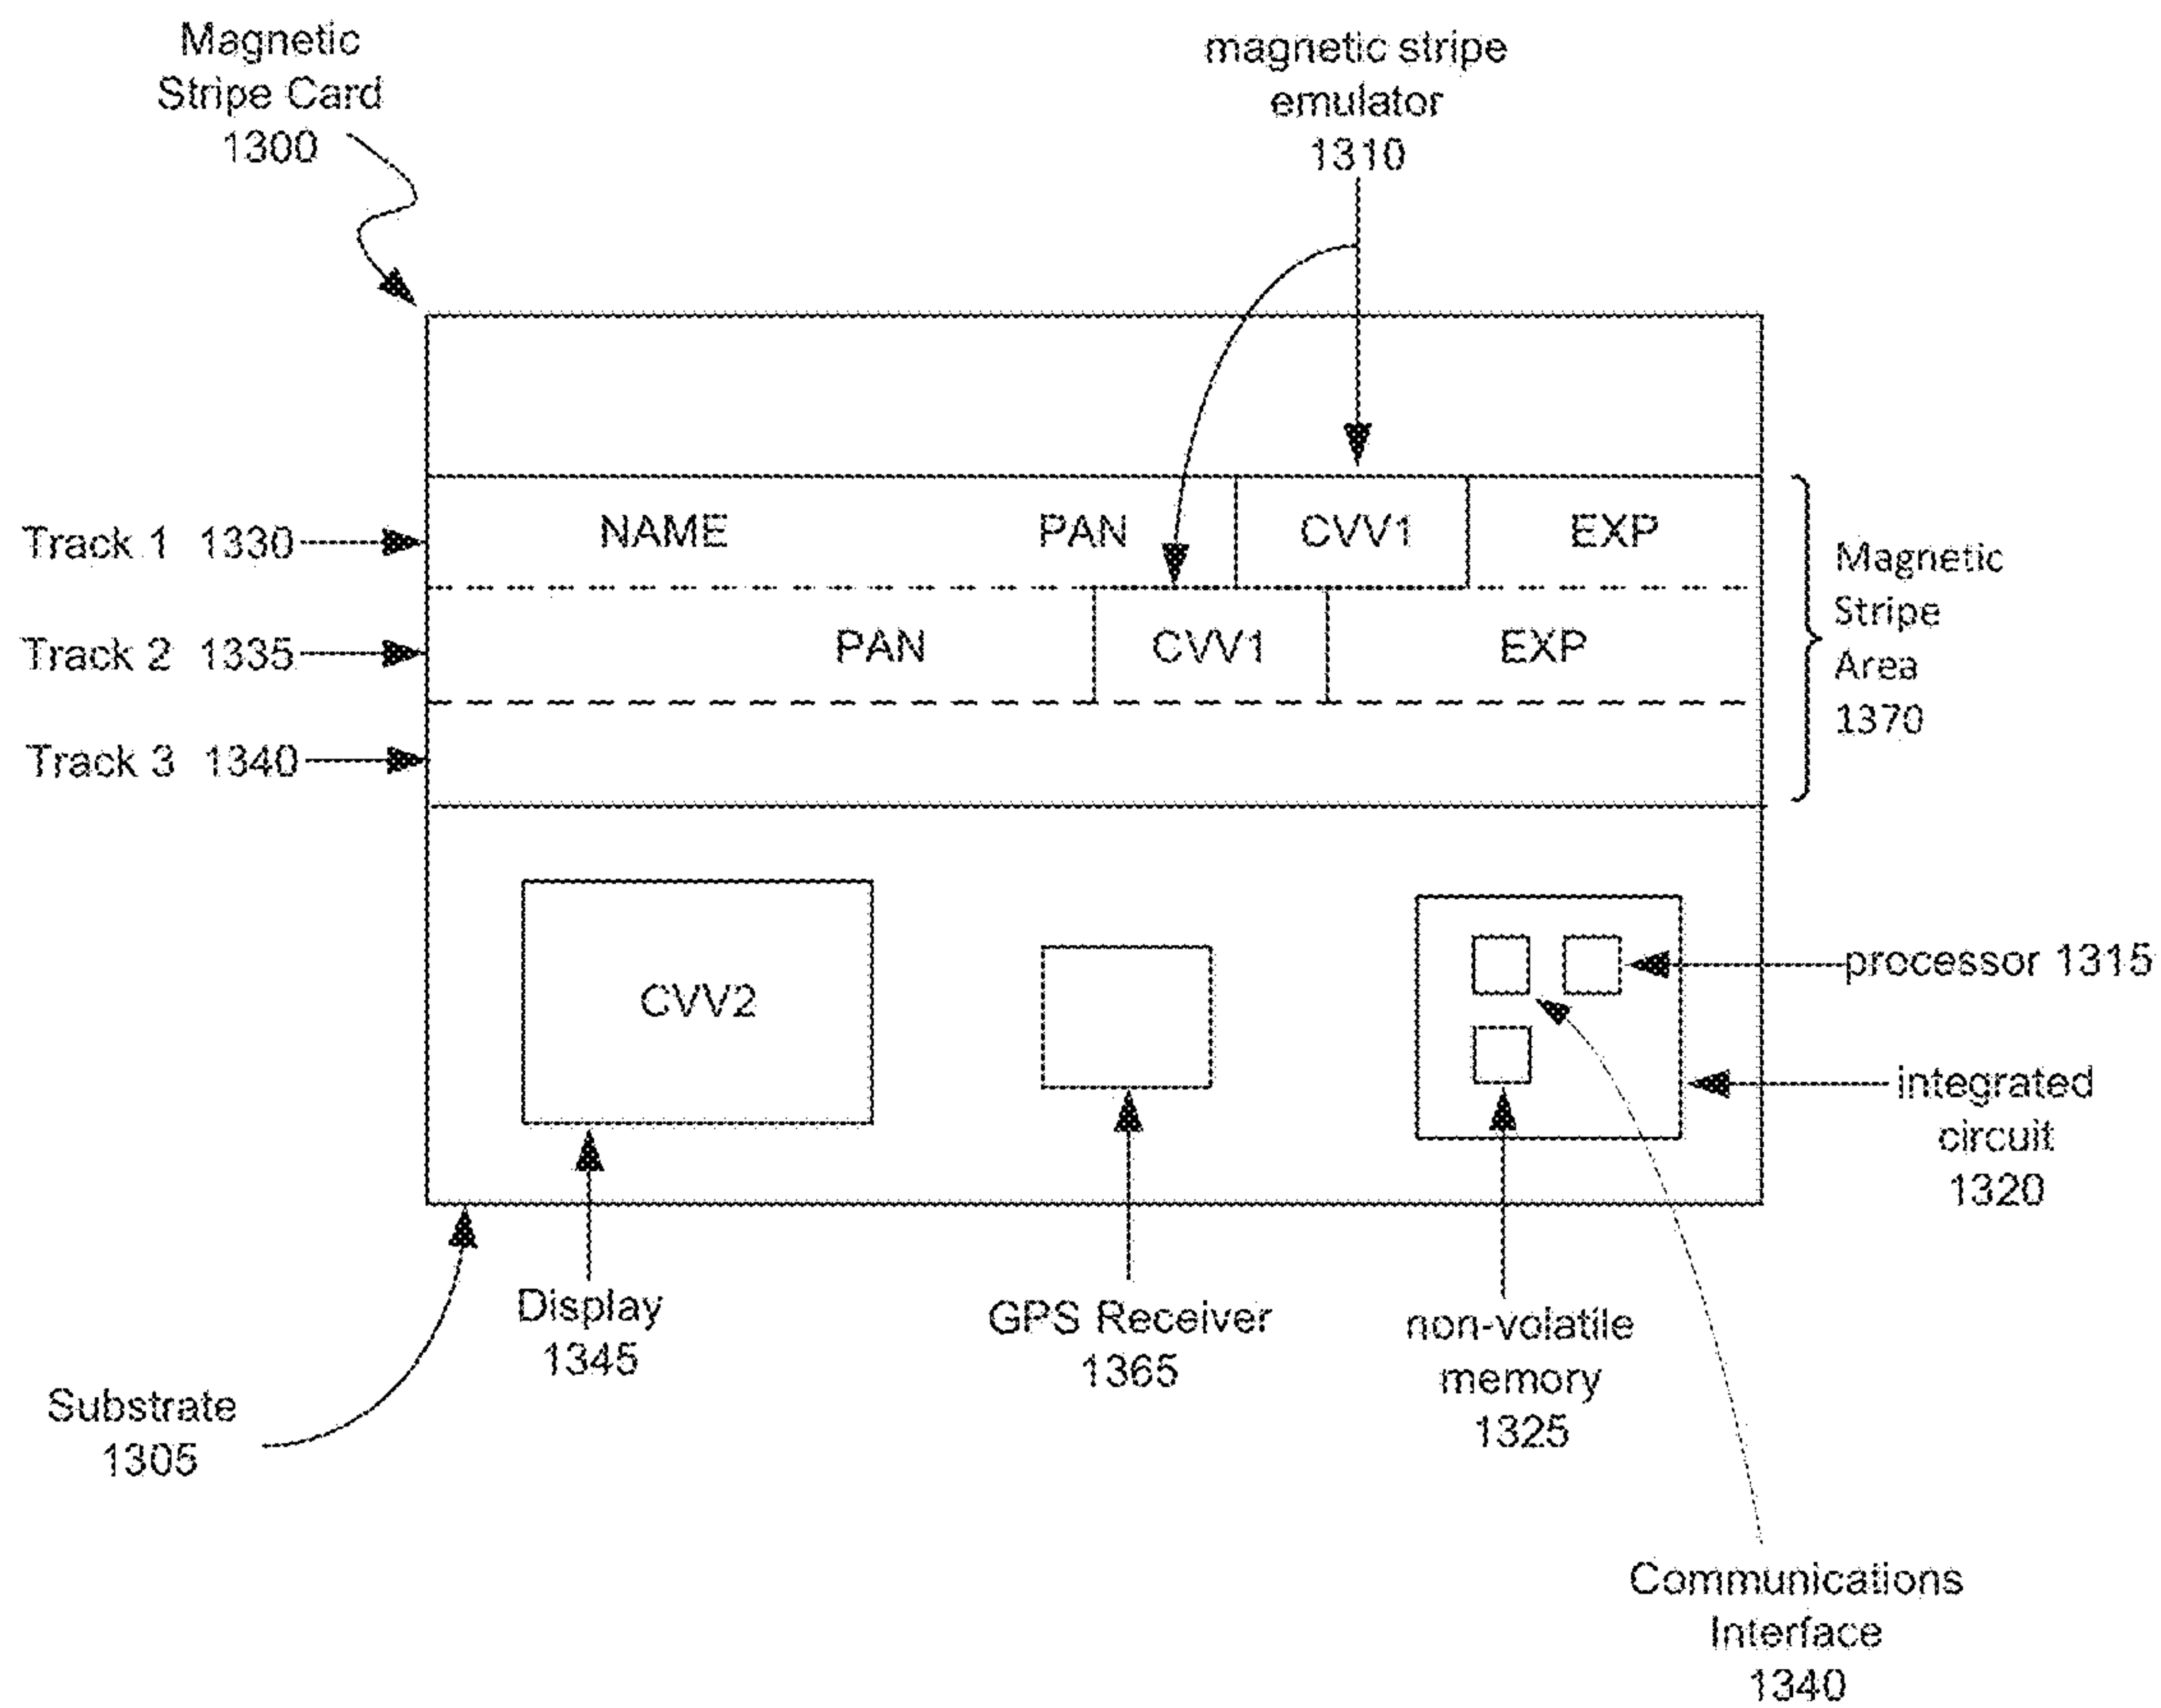 Magnetic
Stripe Card
1300
magnetic stripe
emulator
1310
Track 1 1330
NAME PAN CVV1 EXP
Track 2 1335
PAN CVV1 EXP
Track 3 1340
Magnetic
Stripe
Area
1370
CVV2
processor 1315
integrated
circuit
1320
Display
1345
GPS Receiver
1365
non-volatile
memory
1325
Substrate
1305
Communications
Interface
1340